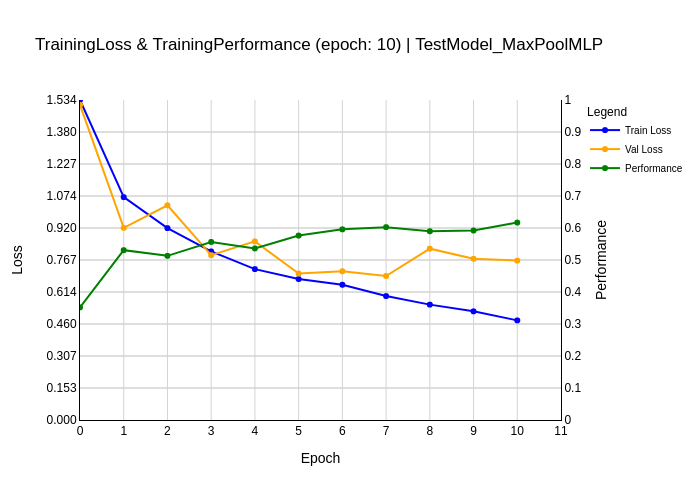 TrainingLoss & TrainingPerformance (epoch: 10) | TestModel_MaxPoolMLP
Legend
Train Loss
Val Loss
Performance
Loss
1.534
1.380
1.227
1.074
0.920
0.767
0.614
0.460
0.307
0.153
0.000
1
0.9
0.8
0.7
0.6
0.5
0.4
0.3
0.2
0.1
0
Performance
0 1 2 3 4 5 6 7 8 9 10 11
Epoch